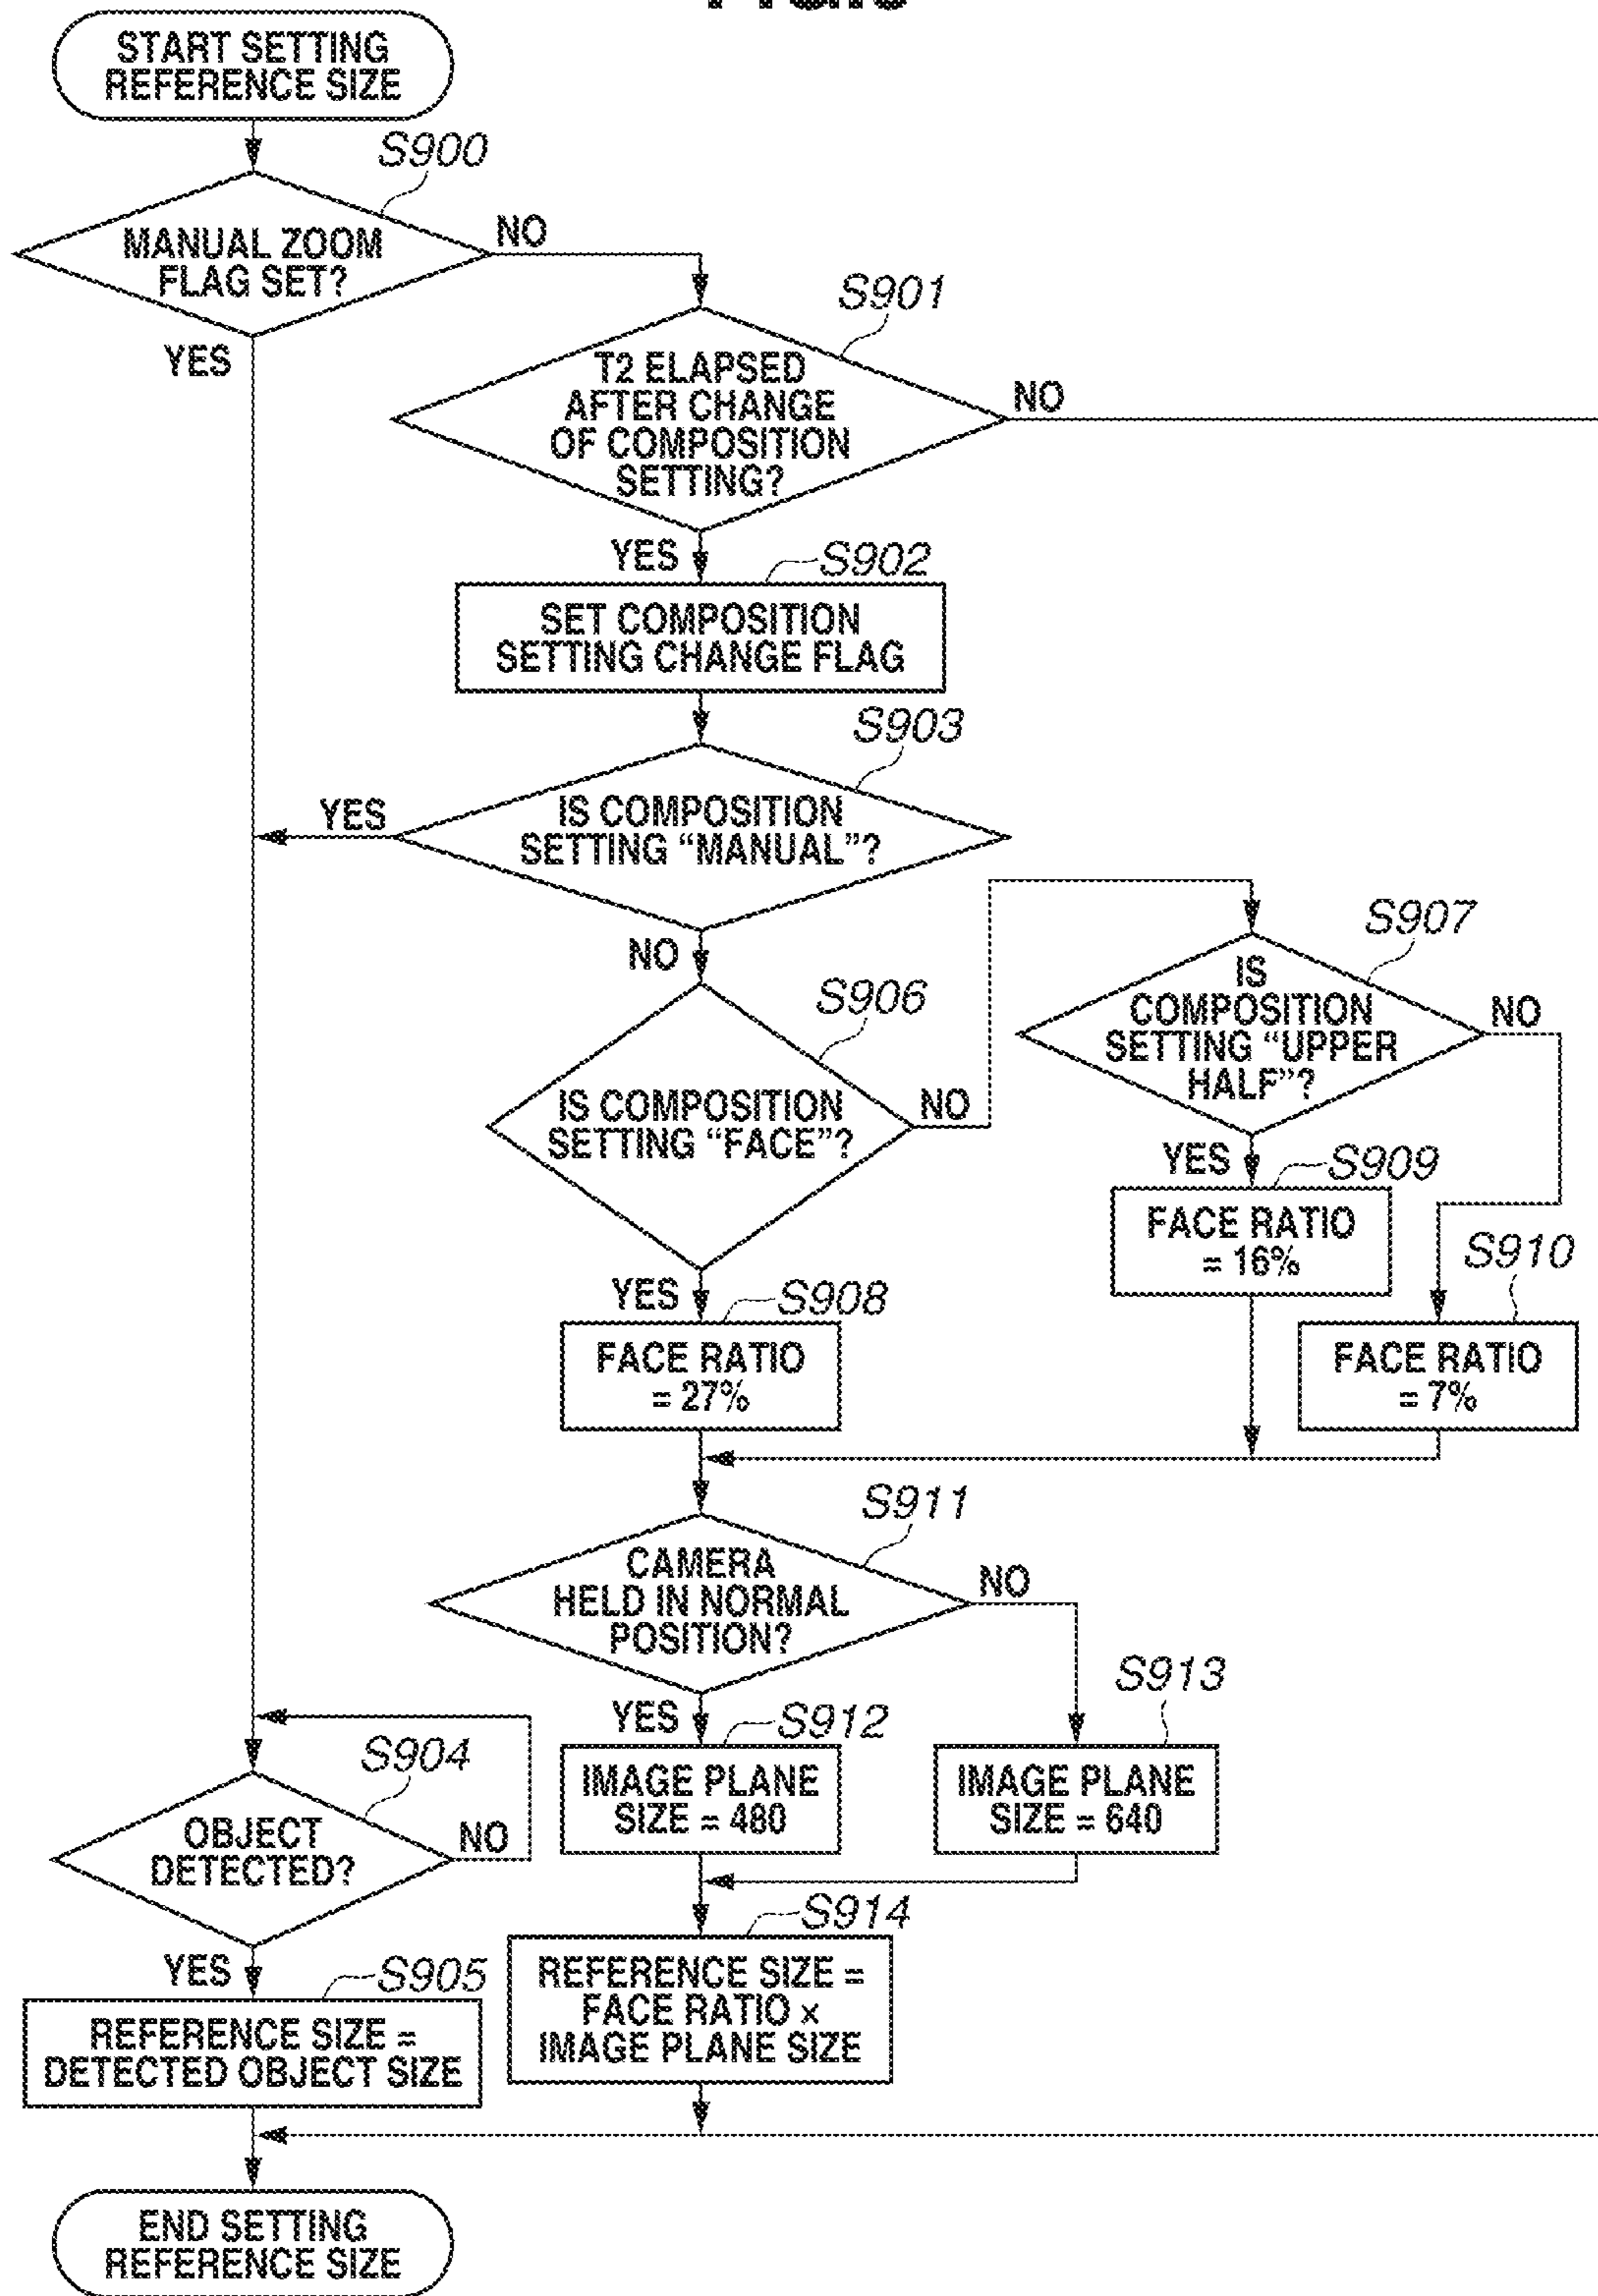 START SETTING
REFERENCE SIZE
S900
MANUAL ZOOM
FLAG SET?
NO
YES
S901
T2 ELAPSED
AFTER CHANGE
OF COMPOSITION
SETTING?
NO
YES
S902
SET COMPOSITION
SETTING CHANGE FLAG
S903
IS COMPOSITION
SETTING “MANUAL”?
YES
NO
S906
IS COMPOSITION
SETTING “FACE”?
NO
S907
IS
COMPOSITION
SETTING “UPPER
HALF”?
NO
YES
S909
FACE RATIO
= 16%
S910
FACE RATIO
= 7%
YES
S908
FACE RATIO
= 27%
S911
CAMERA
HELD IN NORMAL
POSITION?
NO
YES
S912
IMAGE PLANE
SIZE = 480
S913
IMAGE PLANE
SIZE = 640
S904
OBJECT
DETECTED?
NO
YES
S905
REFERENCE SIZE =
DETECTED OBJECT SIZE
S914
REFERENCE SIZE =
FACE RATIO ×
IMAGE PLANE SIZE
END SETTING
REFERENCE SIZE